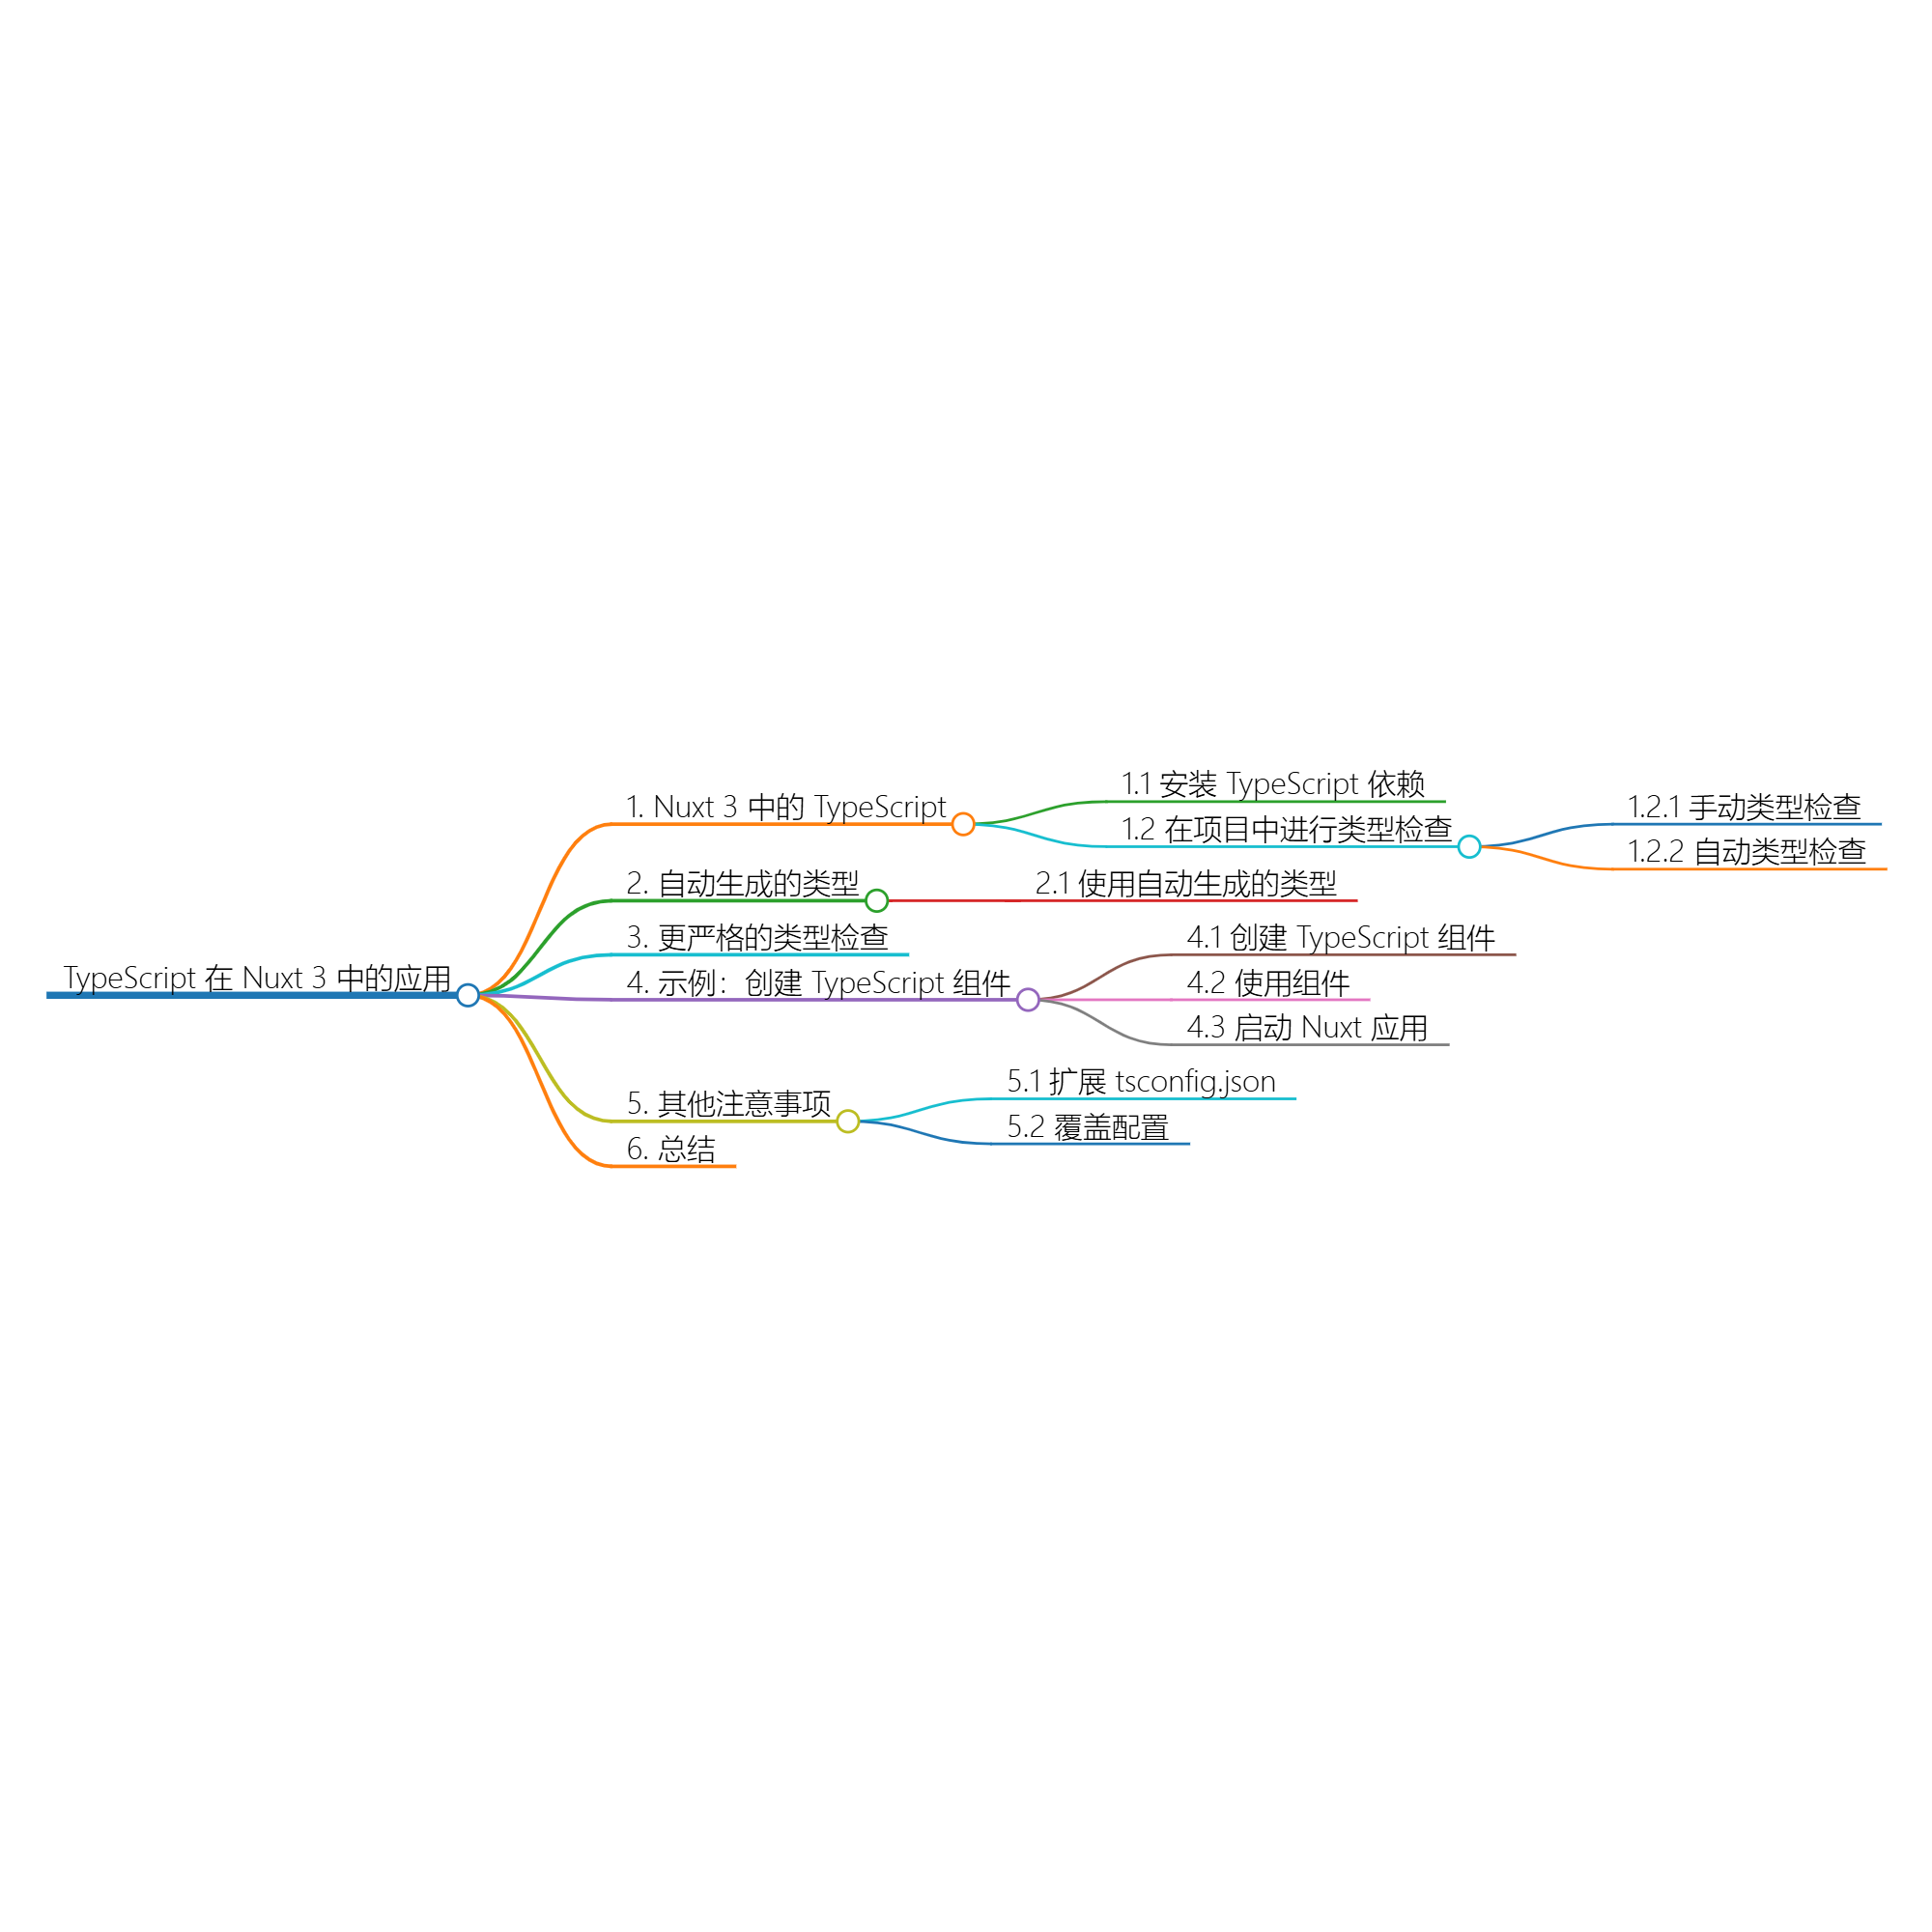 TypeScript 在 Nuxt 3 中的应用
1. Nuxt 3 中的 TypeScript
1.1 安装 TypeScript 依赖
1.2 在项目中进行类型检查
1.2.1 手动类型检查
1.2.2 自动类型检查
2. 自动生成的类型
2.1 使用自动生成的类型
3. 更严格的类型检查
4. 示例：创建 TypeScript 组件
4.1 创建 TypeScript 组件
4.2 使用组件
4.3 启动 Nuxt 应用
5. 其他注意事项
5.1 扩展 tsconfig.json
5.2 覆盖配置
6. 总结